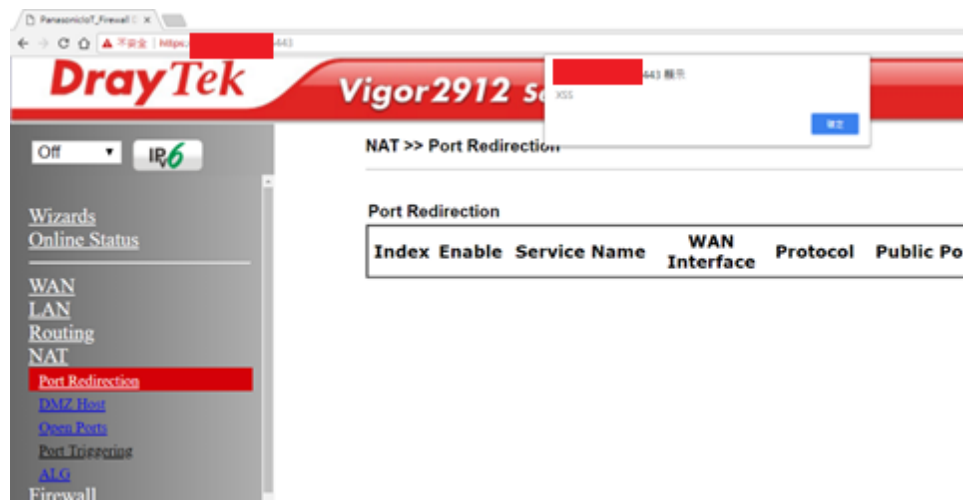 PanasonicIoT_Firewall
不安全 | https:
443
DrayTek
Vigor2912 Se
443 顯示
XSS
確定
Off
IPv6
NAT >> Port Redirection
Wizards
Online Status
Port Redirection
Index Enable Service Name WAN Interface Protocol Public Po
WAN
LAN
Routing
NAT
Port Redirection
DMZ Host
Open Ports
Port Triggering
ALG
Firewall